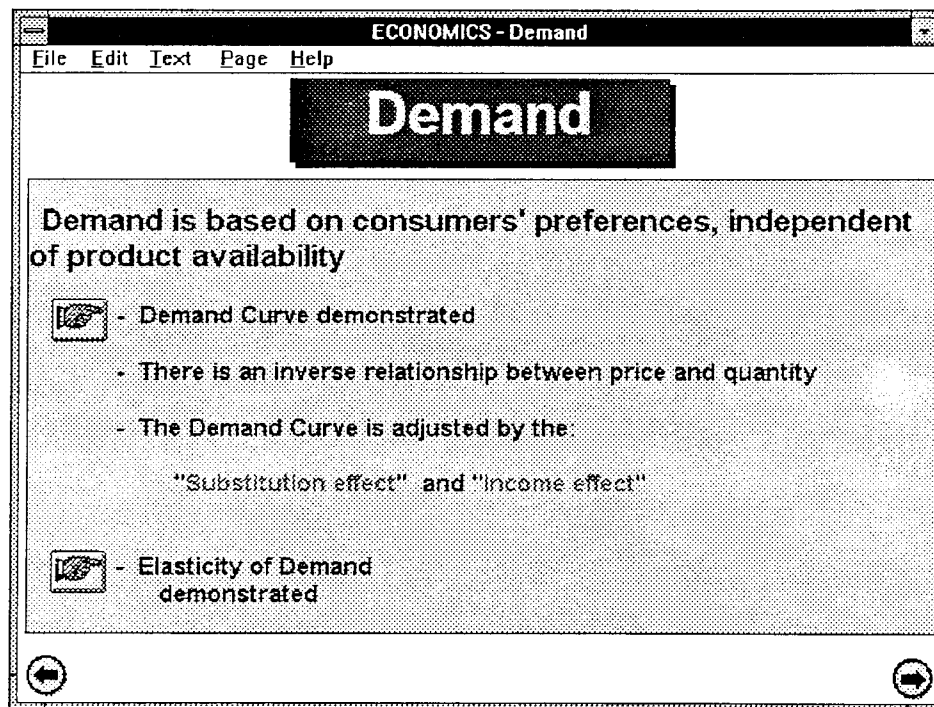 ECONOMICS - Demand
File Edit Text Page Help
Demand
Demand is based on consumers' preferences, independent
of product availability
- Demand Curve demonstrated
- There is an inverse relationship between price and quantity
- The Demand Curve is adjusted by the:
"Substitution effect" and "Income effect"
- Elasticity of Demand
demonstrated